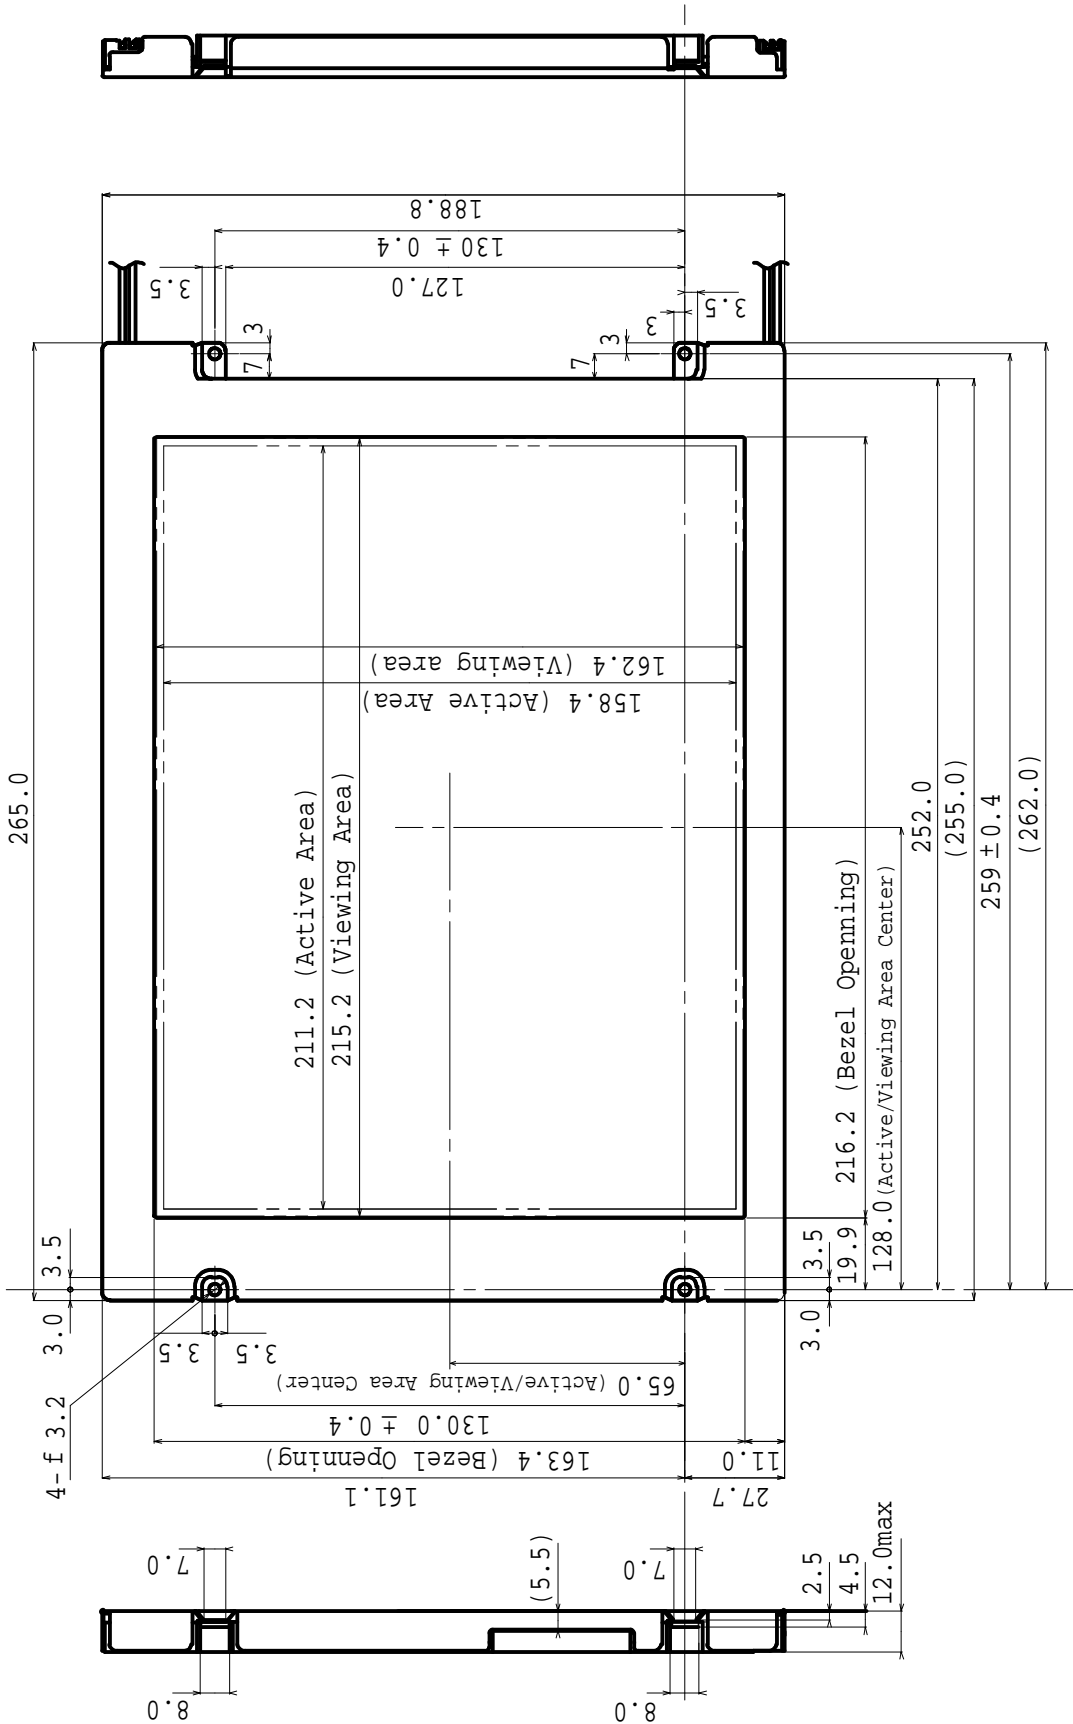 188.8
130 ± 0.4
127.0
3.5
3.5
3
3
7
3
7
162.4 (Viewing area)
158.4 (Active Area)
265.0
211.2 (Active Area)
215.2 (Viewing Area)
252.0
(255.0)
259 ±0.4
(262.0)
216.2 (Bezel Openning)
128.0(Active/Viewing Area Center)
19.9
3.5
3.0
3.5
3.0
3.5
3.5
4- f 3.2
65.0 (Active/Viewing Area Center)
130.0 ± 0.4
163.4 (Bezel Openning)
161.1
11.0
27.7
7.0
(5.5)
7.0
2.5
4.5
12.0max
8.0
8.0